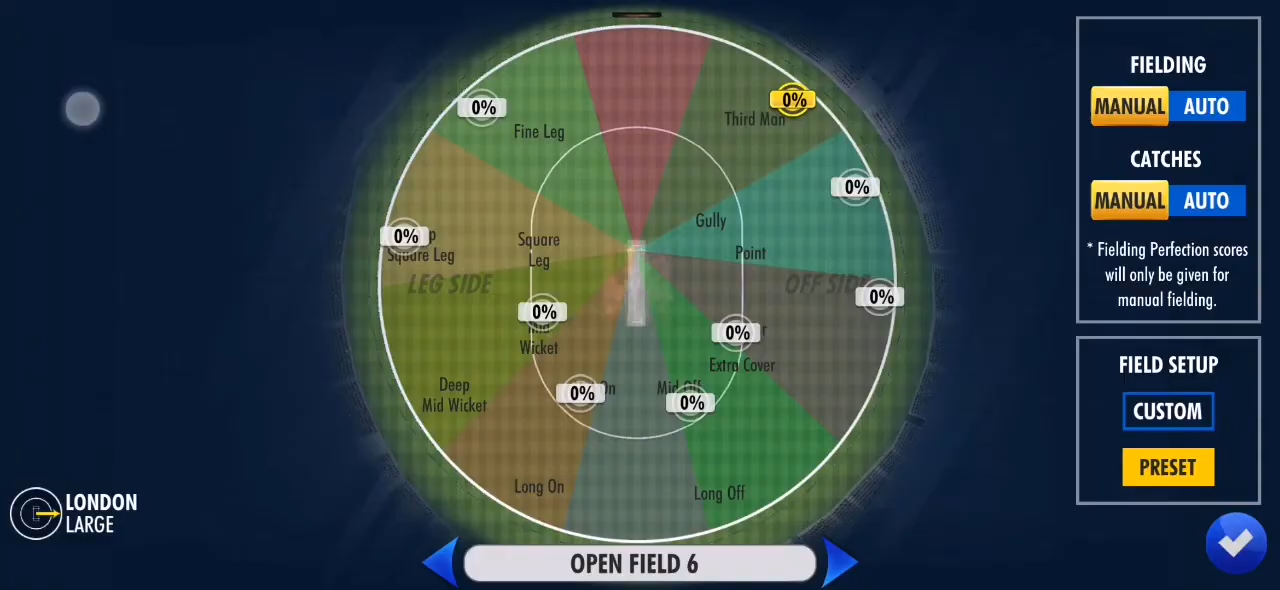 0%
Fine Leg
0%
Third Man
0%
0%
Square Leg
Square
Leg
Gully
Point
LEG SIDE
OFF SIDE
0%
0%
Mid
Wicket
0%
Extra Cover
0%
On
Mid Off
0%
Deep
Mid Wicket
Long On
Long Off
OPEN FIELD 6
LONDON
LARGE
FIELDING
MANUAL AUTO
CATCHES
MANUAL AUTO
* Fielding Perfection scores
will only be given for
manual fielding.
FIELD SETUP
CUSTOM
PRESET